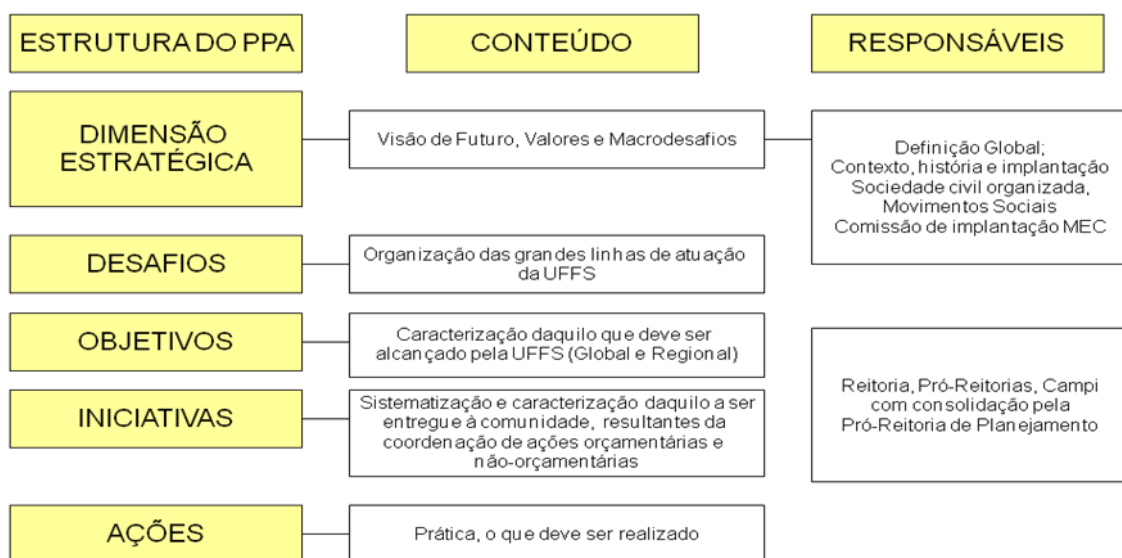 ESTRUTURA DO PPA
CONTEÚDO
RESPONSÁVEIS
DIMENSÃO
ESTRATÉGICA
Visão de Futuro, Valores e Macrodesafios
Definição Global;
Contexto, história e implantação
Sociedade civil organizada,
Movimentos Sociais
Comissão de implantação MEC
DESAFIOS
Organização das grandes linhas de atuação
da UFFS
OBJETIVOS
Caracterização daquilo que deve ser
alcançado pela UFFS (Global e Regional)
INICIATIVAS
Sistematização e caracterização daquilo a ser
entregue à comunidade, resultantes da
coordenação de ações orçamentárias e
não-orçamentárias
Reitoria, Pró-Reitorias, Campi
com consolidação pela
Pró-Reitoria de Planejamento
AÇÕES
Prática, o que deve ser realizado